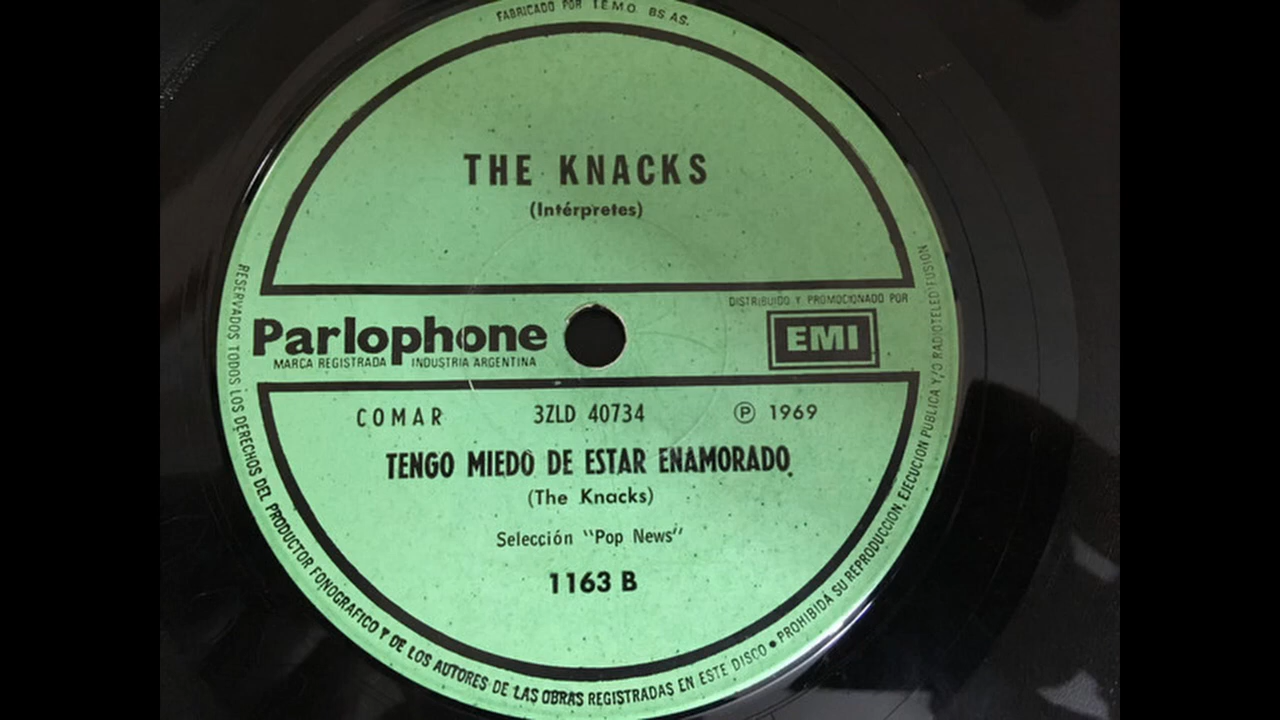 FABRICADO POR I.E.M.O. BS AS.
THE KNACKS
(Intérpretes)
DISTRIBUIDO Y PROMOCIONADO POR
Parlophone
EMI
MARCA REGISTRADA INDUSTRIA ARGENTINA
COMAR 3ZLD 40734 Ⓟ 1969
TENGO MIEDO DE ESTAR ENAMORADO
(The Knacks)
Selección "Pop News"
1163 B
RESERVADOS TODOS LOS DERECHOS DEL PRODUCTOR FONOGRAFICO Y DE LOS AUTORES DE LAS OBRAS REGISTRADAS EN ESTE DISCO • PROHIBIDA SU REPRODUCCION, EJECUCION PUBLICA Y/O RADIOTELEDIFUSION